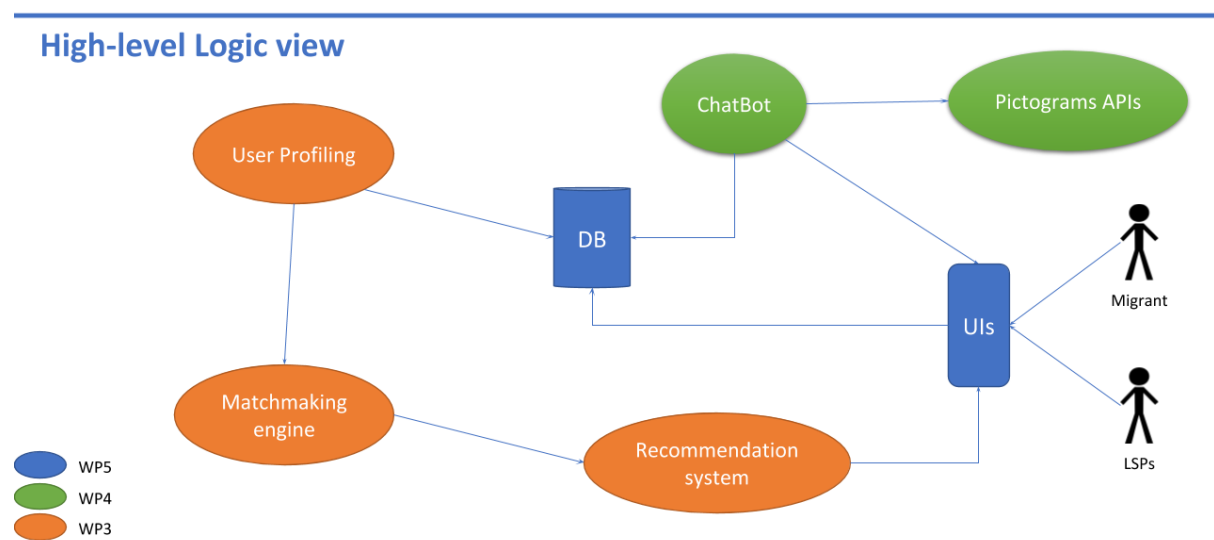 High-level Logic view
ChatBot
Pictograms APIs
User Profiling
DB
Migrant
UIs
Matchmaking
engine
Recommendation
system
LSPs
WP5
WP4
WP3